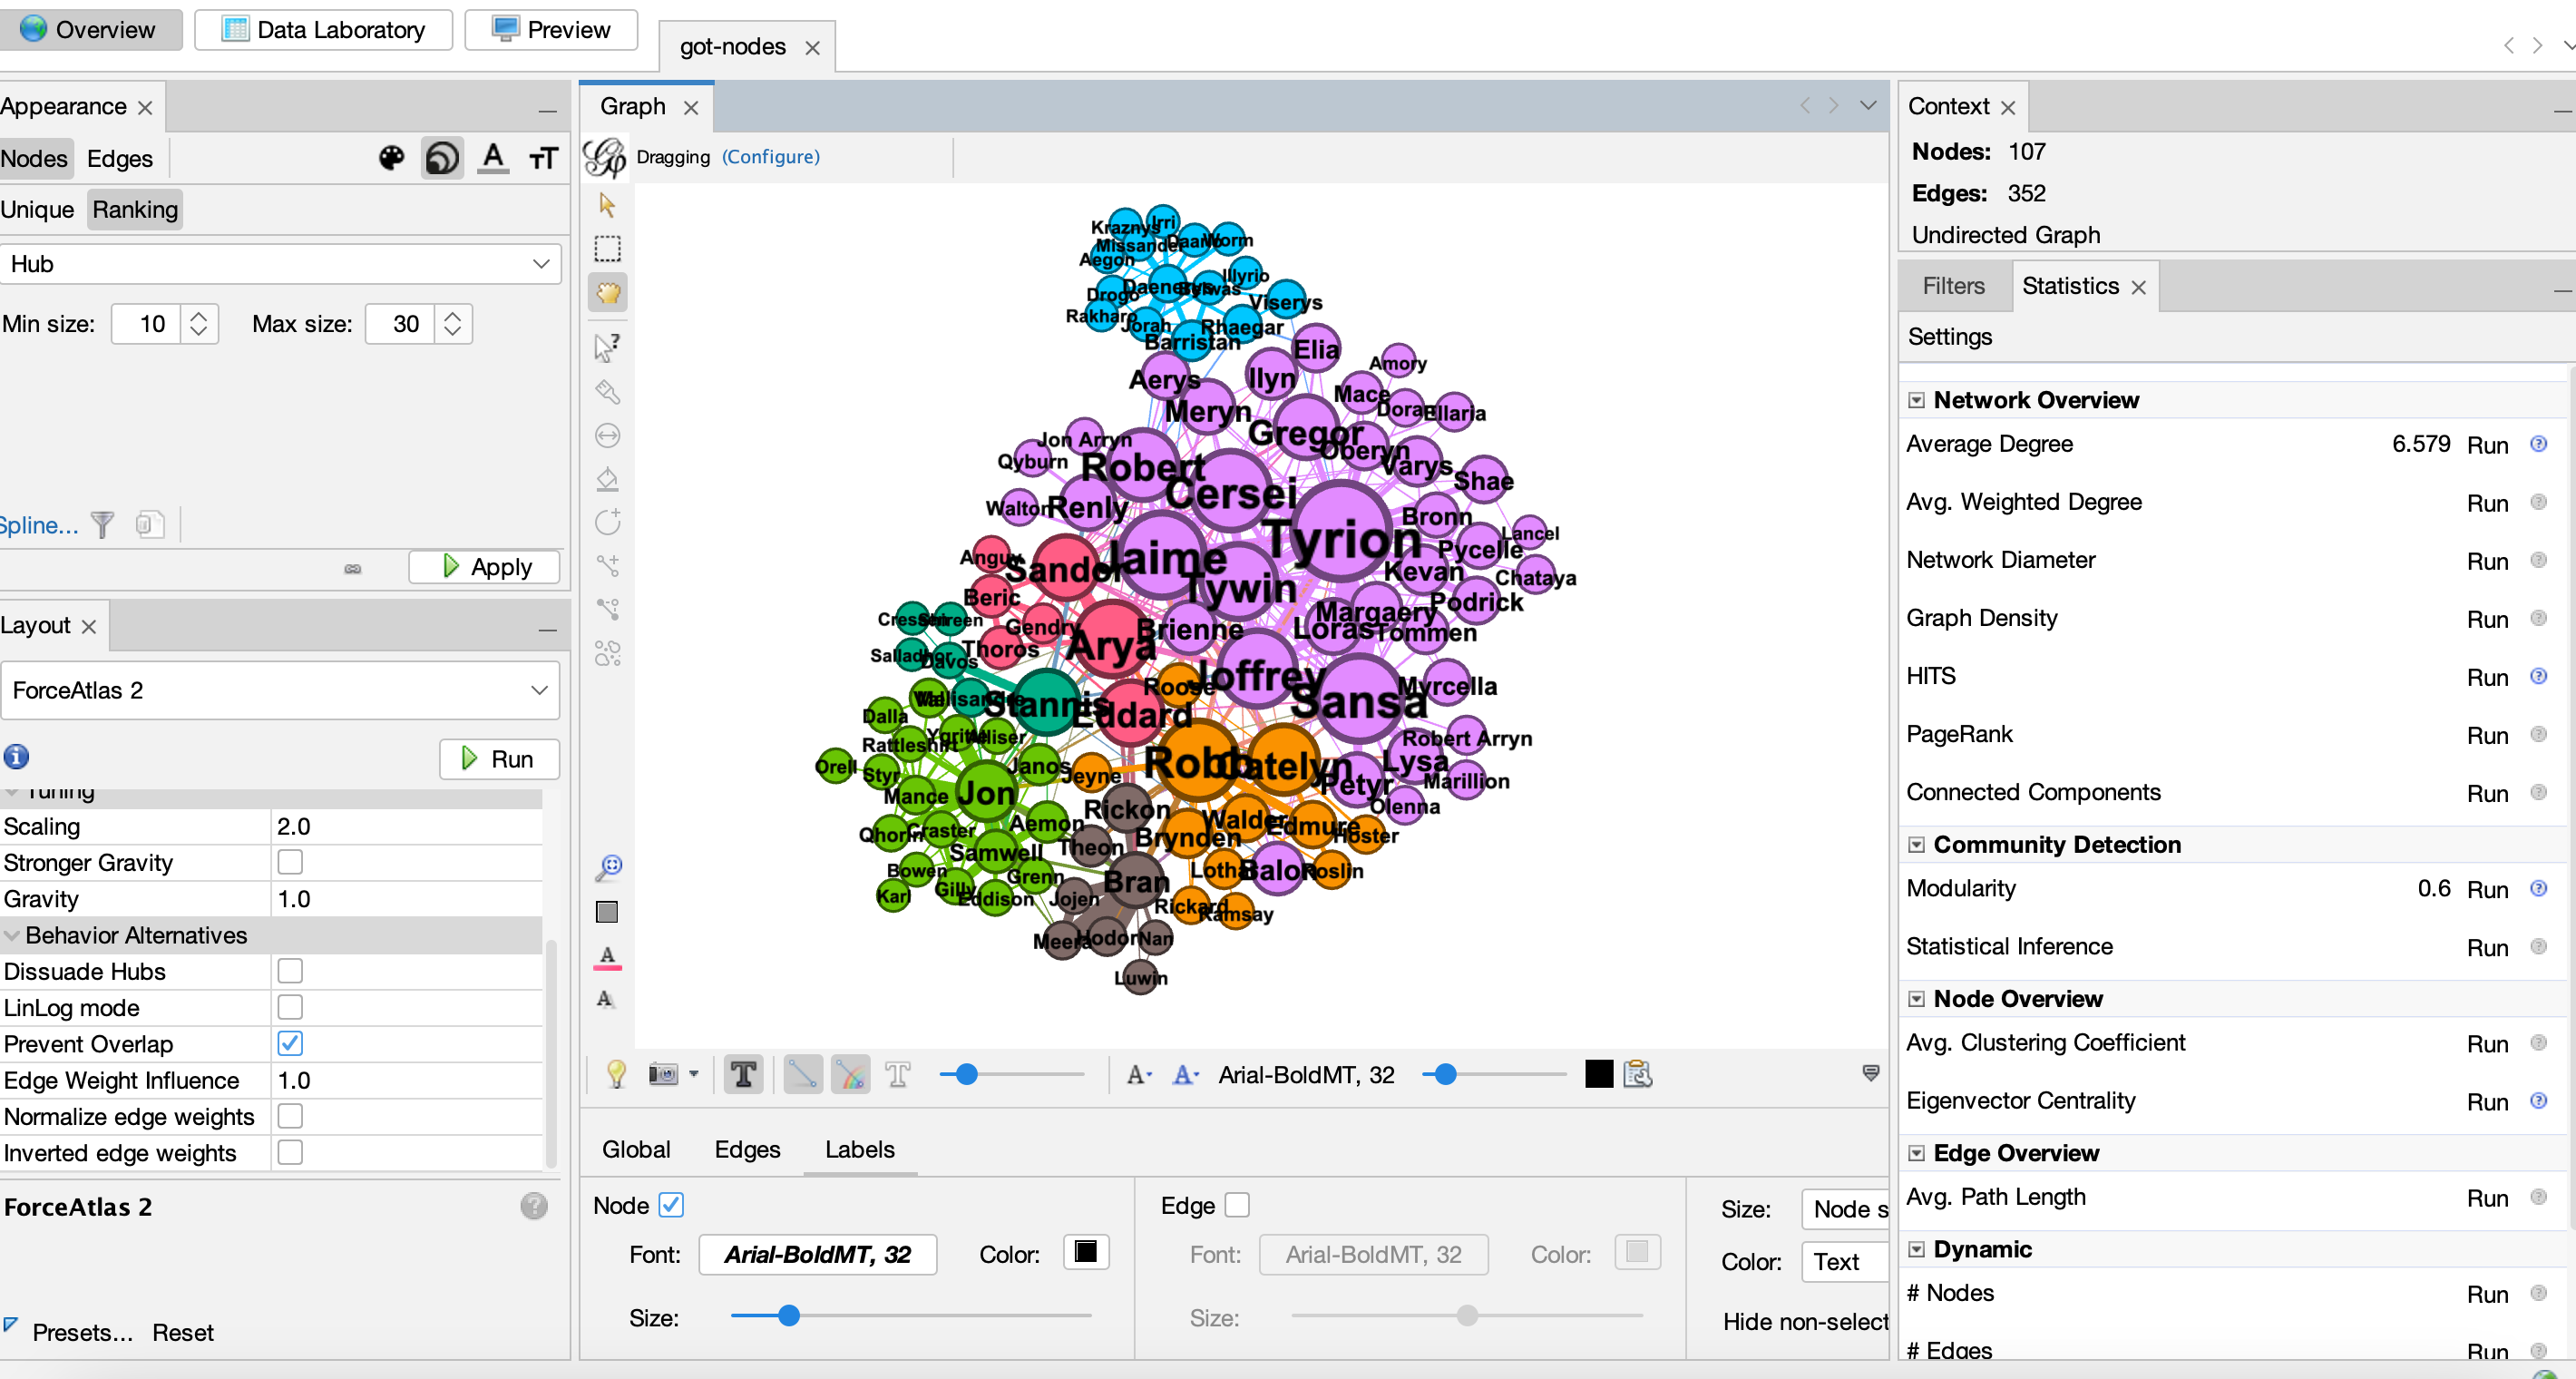 Overview
Data Laboratory
Preview
got-nodes
Appearance
Nodes Edges
Unique Ranking
Hub
Min size: 10 Max size: 30
Spline...
Apply
Layout
ForceAtlas 2
Run
Tuning
Scaling 2.0
Stronger Gravity
Gravity 1.0
Behavior Alternatives
Dissuade Hubs
LinLog mode
Prevent Overlap
Edge Weight Influence 1.0
Normalize edge weights
Inverted edge weights
ForceAtlas 2
Presets... Reset
Graph
Dragging (Configure)
Kraznys Irri
Missandei Daario Worm
Aegon
Illyrio
Drogo Daenerys Belwas
Viserys
Rakharo
Jorah Rhaegar
Barristan
Elia
Amory
Aerys Ilyn
Mace
Meryn Doran Ellaria
Gregor
Jon Arryn
Oberyn
Qyburn Robert Varys
Shae
Cersei
Walton Renly
Bronn
Lancel
Tyrion
Anguy Jaime Pycelle
Sandor Kevan Chataya
Tywin
Beric Podrick
Margaery
Cressen Shireen
Gendry Brienne Loras Tommen
Thoros Arya
Salladhor Davos
Joffrey
Roose Myrcella
Melisandre Stannis Sansa
Dalla Eddard
Ygritte Alliser
Rattleshirt Robert Arryn
Orell Styr Janos Jeyne Robb Catelyn Lysa
Petyr Marillion
Mance Jon
Rickon Olenna
Qhorin Craster Aemon Walder Edmure
Brynden Hoster
Samwell Theon
Bowen Grenn Lothar Balon Roslin
Karl Gilly Bran
Eddison Jojen Rickard
Ramsay
Meera Hodor Nan
Luwin
Arial-BoldMT, 32
Global Edges Labels
Node
Font: Arial-BoldMT, 32 Color:
Size:
Edge
Font: Arial-BoldMT, 32 Color:
Size:
Size: Node s
Color: Text
Hide non-select
Context
Nodes: 107
Edges: 352
Undirected Graph
Filters Statistics
Settings
Network Overview
Average Degree 6.579 Run
Avg. Weighted Degree Run
Network Diameter Run
Graph Density Run
HITS Run
PageRank Run
Connected Components Run
Community Detection
Modularity 0.6 Run
Statistical Inference Run
Node Overview
Avg. Clustering Coefficient Run
Eigenvector Centrality Run
Edge Overview
Avg. Path Length Run
Dynamic
# Nodes Run
# Edges Run